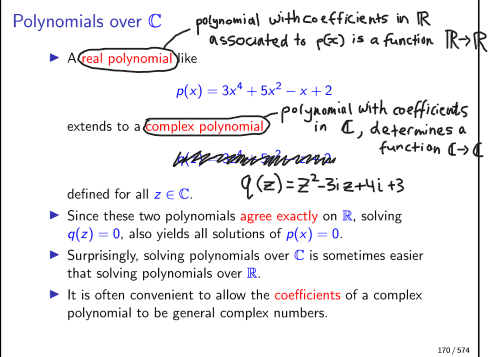 Polynomials over ℂ
polynomial with coefficients in ℝ
associated to p(x) is a function ℝ→ℝ
A real polynomial like
p(x) = 3x⁴ + 5x² − x + 2
polynomial with coefficients
in ℂ, determines a
function ℂ→ℂ
extends to a complex polynomial
q(z) = z² − 3iz + 4i + 3
defined for all z ∈ ℂ.
Since these two polynomials agree exactly on ℝ, solving
q(z) = 0, also yields all solutions of p(x) = 0.
Surprisingly, solving polynomials over ℂ is sometimes easier
that solving polynomials over ℝ.
It is often convenient to allow the coefficients of a complex
polynomial to be general complex numbers.
170 / 574